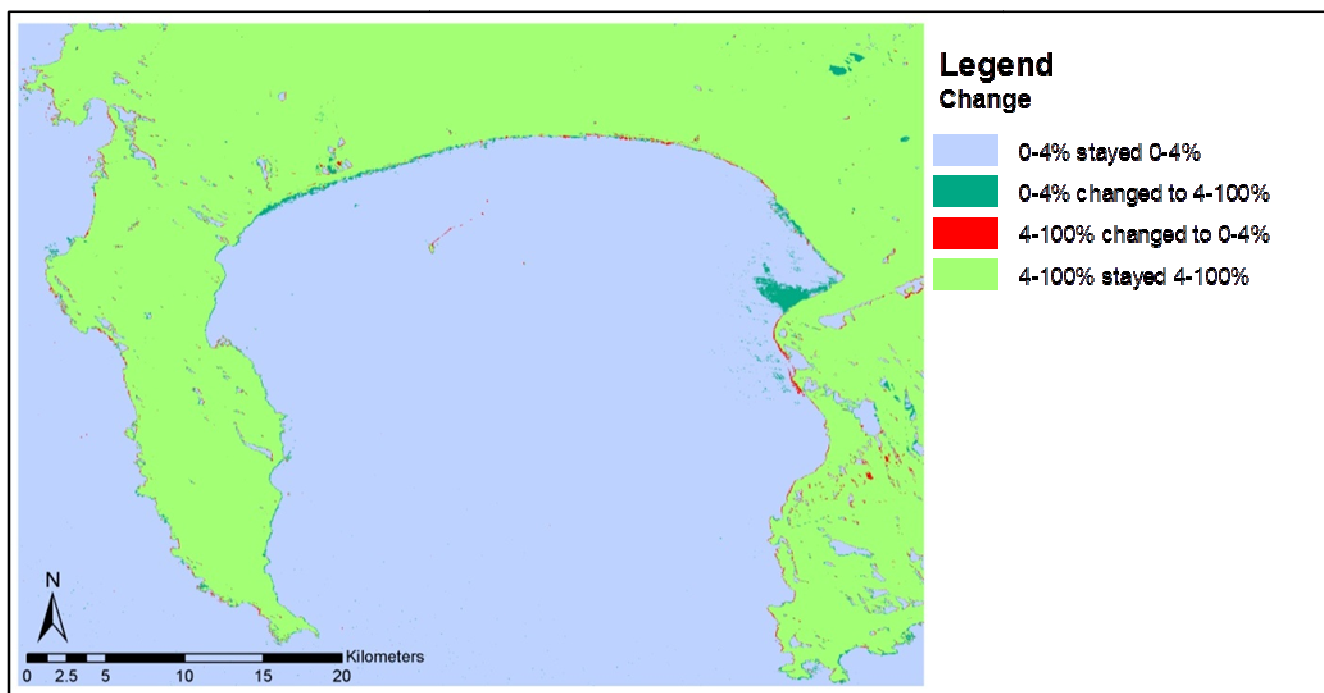 Legend
Change
0-4% stayed 0-4%
0-4% changed to 4-100%
4-100% changed to 0-4%
4-100% stayed 4-100%
N
Kilometers
0 2.5 5 10 15 20